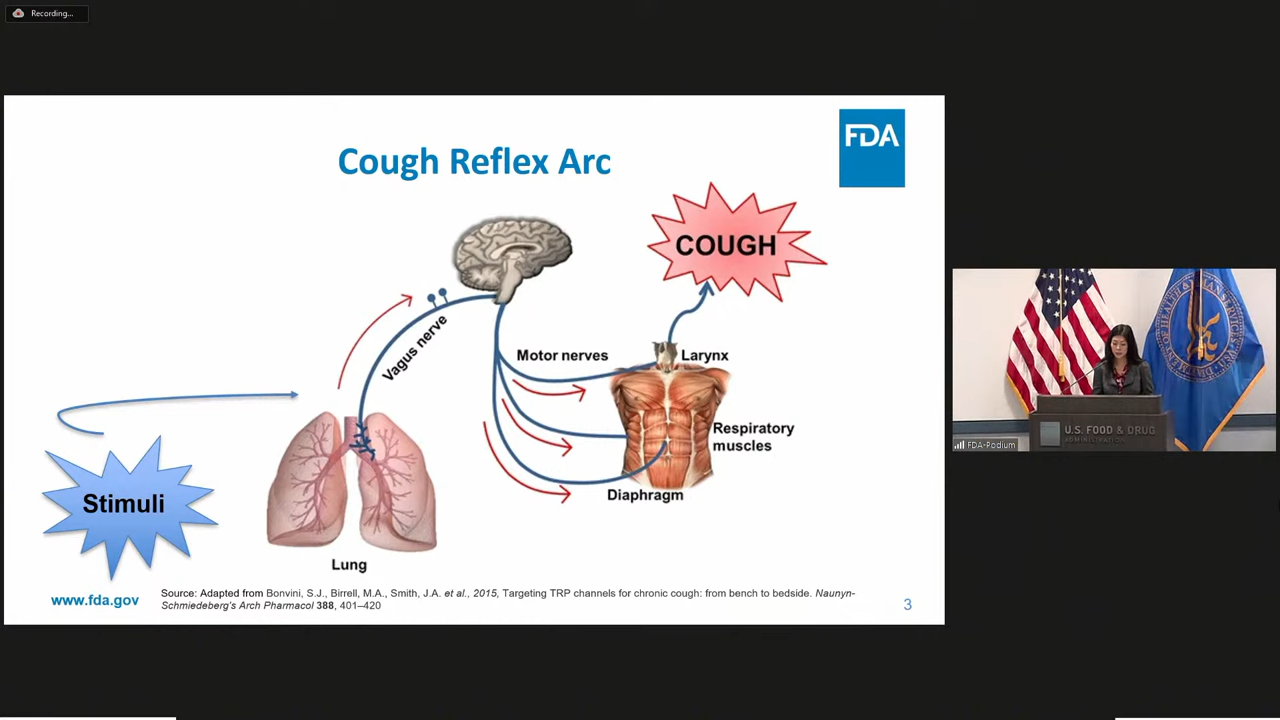 Recording...
FDA
Cough Reflex Arc
COUGH
Vagus nerve
Motor nerves
Larynx
Respiratory
muscles
Diaphragm
Stimuli
Lung
www.fda.gov
Source: Adapted from Bonvini, S.J., Birrell, M.A., Smith, J.A. et al., 2015, Targeting TRP channels for chronic cough: from bench to bedside. Naunyn-
Schmiedeberg's Arch Pharmacol 388, 401–420
3
U.S. FOOD & DRUG
ADMINISTRATION
FDA-Podium